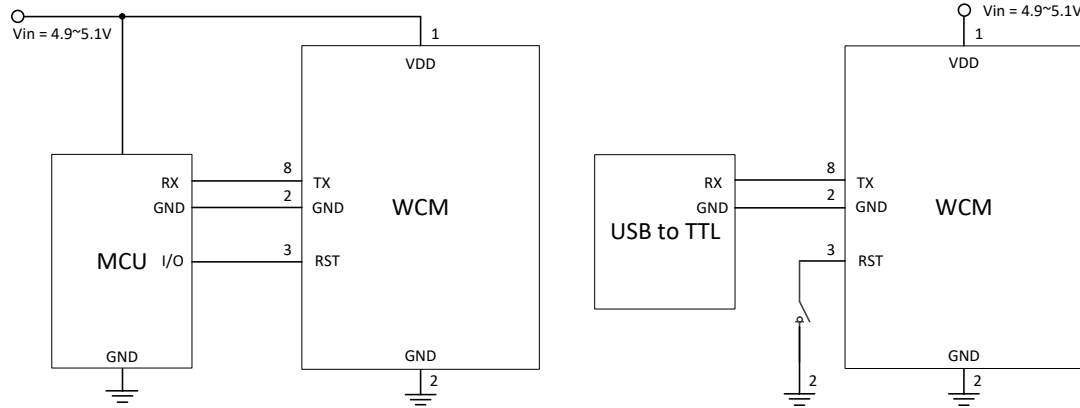 Vin = 4.9~5.1V
1
VDD
RX
GND
MCU
I/O
GND
8
2
3
TX
GND
WCM
RST
GND
2
Vin = 4.9~5.1V
1
VDD
RX
GND
USB to TTL
8
2
3
TX
GND
WCM
RST
2
GND
2